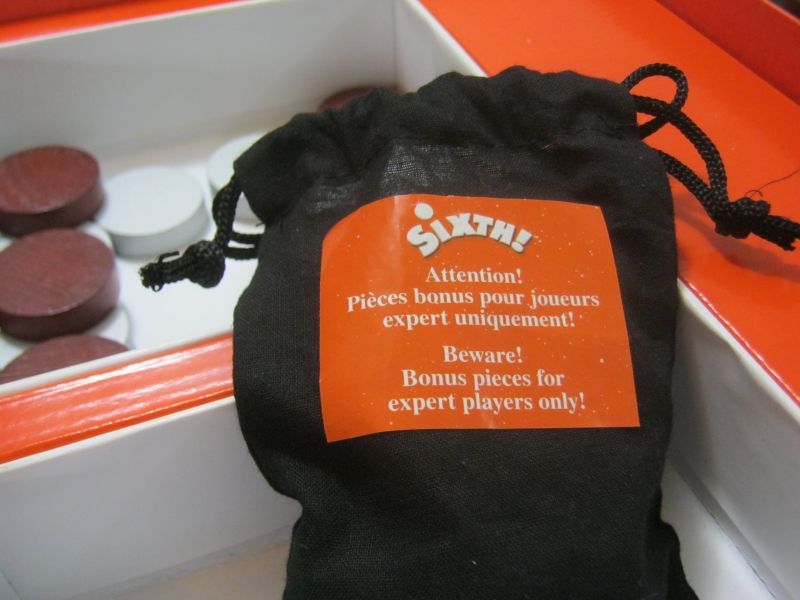 SiXTH!
Attention!
Pièces bonus pour joueurs
expert uniquement!
Beware!
Bonus pieces for
expert players only!